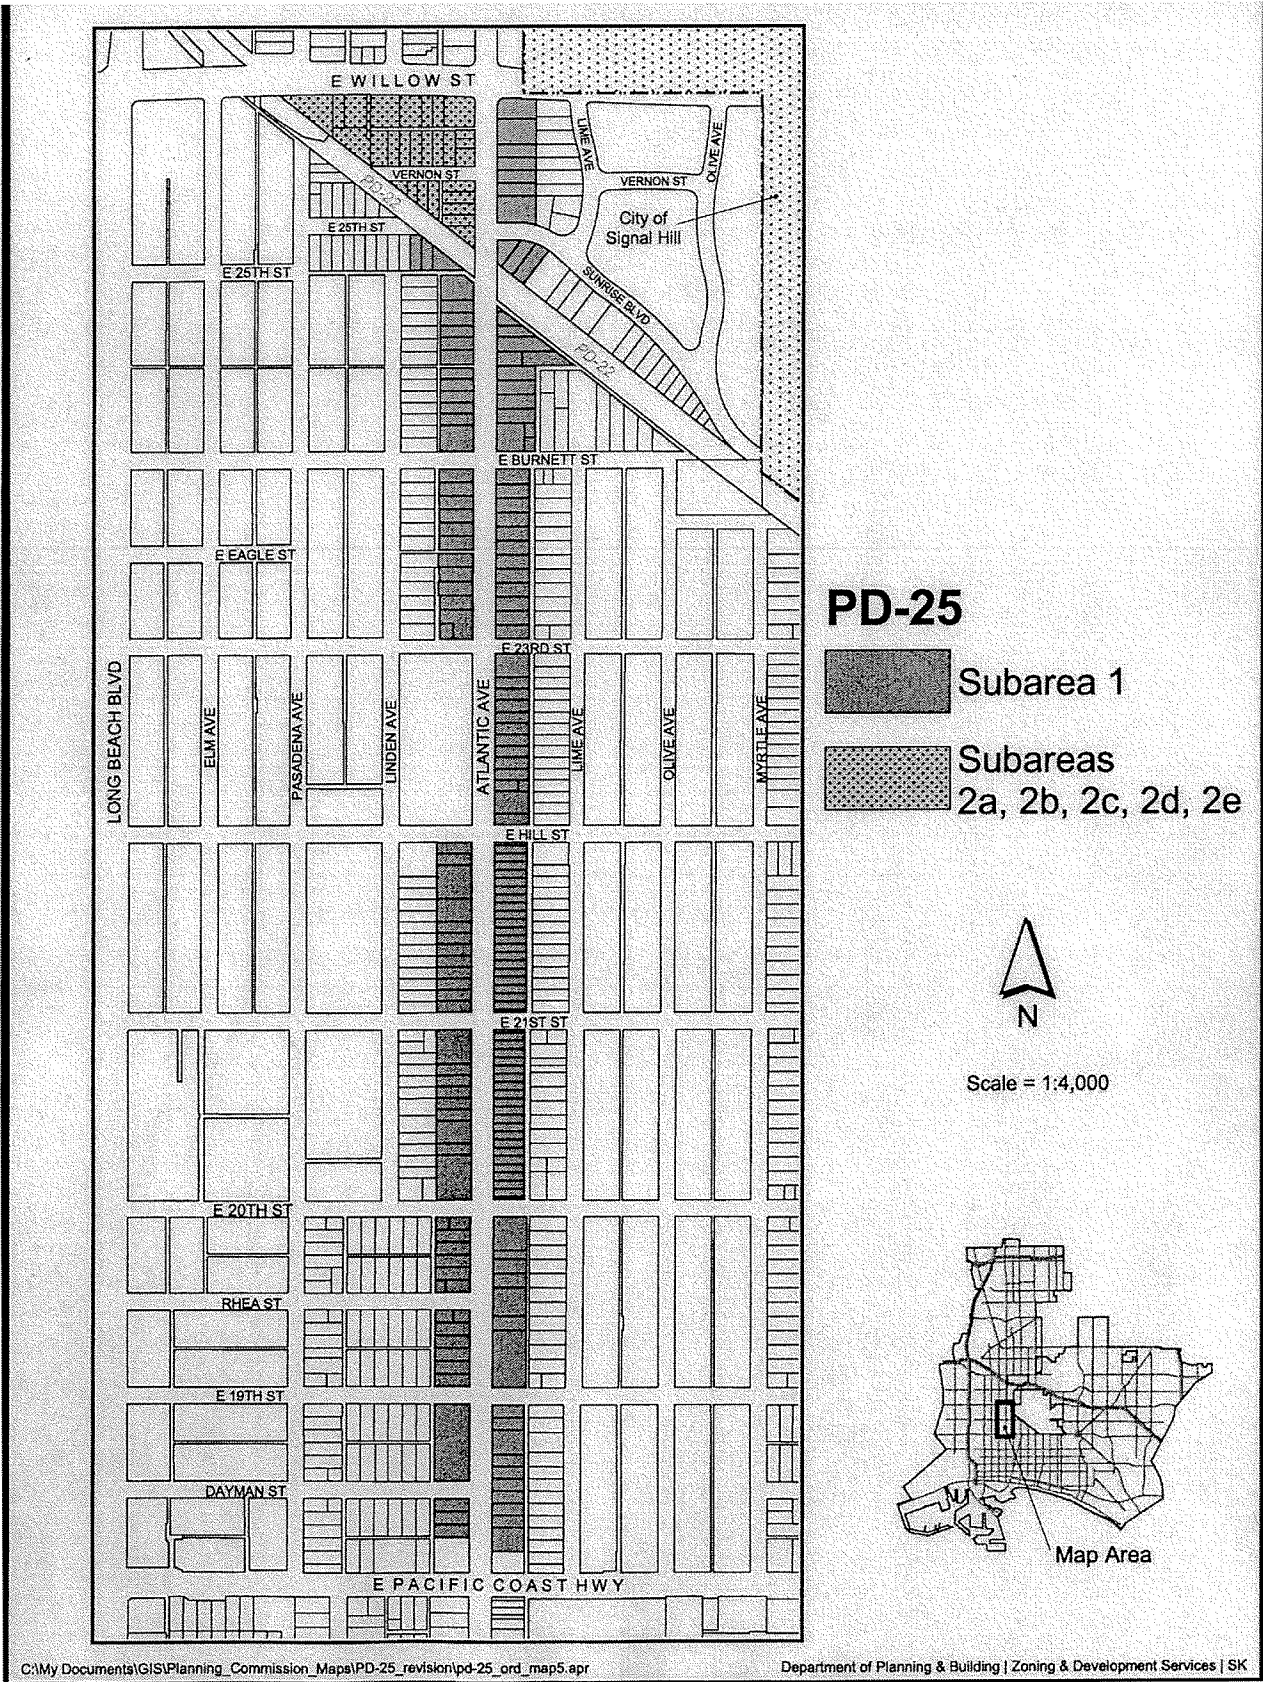 E WILLOW ST
LIME AVE
OLIVE AVE
VERNON ST
VERNON ST
PD-22
City of
Signal Hill
E 25TH ST
E 25TH ST
SUNRISE BLVD
PD-22
E BURNETT ST
E EAGLE ST
PD-25
E 23RD ST
Subarea 1
LONG BEACH BLVD
ELM AVE
PASADENA AVE
LINDEN AVE
ATLANTIC AVE
LIME AVE
OLIVE AVE
MYRTLE AVE
Subareas
2a, 2b, 2c, 2d, 2e
E HILL ST
N
E 21ST ST
Scale = 1:4,000
E 20TH ST
RHEA ST
E 19TH ST
DAYMAN ST
Map Area
E PACIFIC COAST HWY
C:\My Documents\GIS\Planning_Commission_Maps\PD-25_revision\pd-25_ord_map5.apr
Department of Planning & Building | Zoning & Development Services | SK